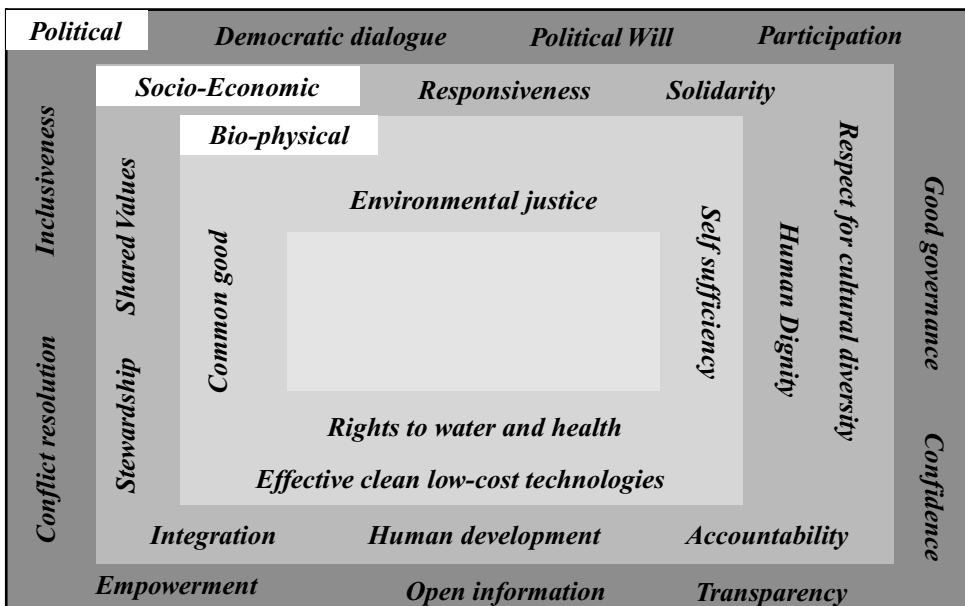 Political
Democratic dialogue
Political Will
Participation
Socio-Economic
Responsiveness
Solidarity
Bio-physical
Inclusiveness
Conflict resolution
Shared Values
Stewardship
Common good
Environmental justice
Self sufficiency
Human Dignity
Respect for cultural diversity
Good governance
Confidence
Rights to water and health
Effective clean low-cost technologies
Integration
Human development
Accountability
Empowerment
Open information
Transparency